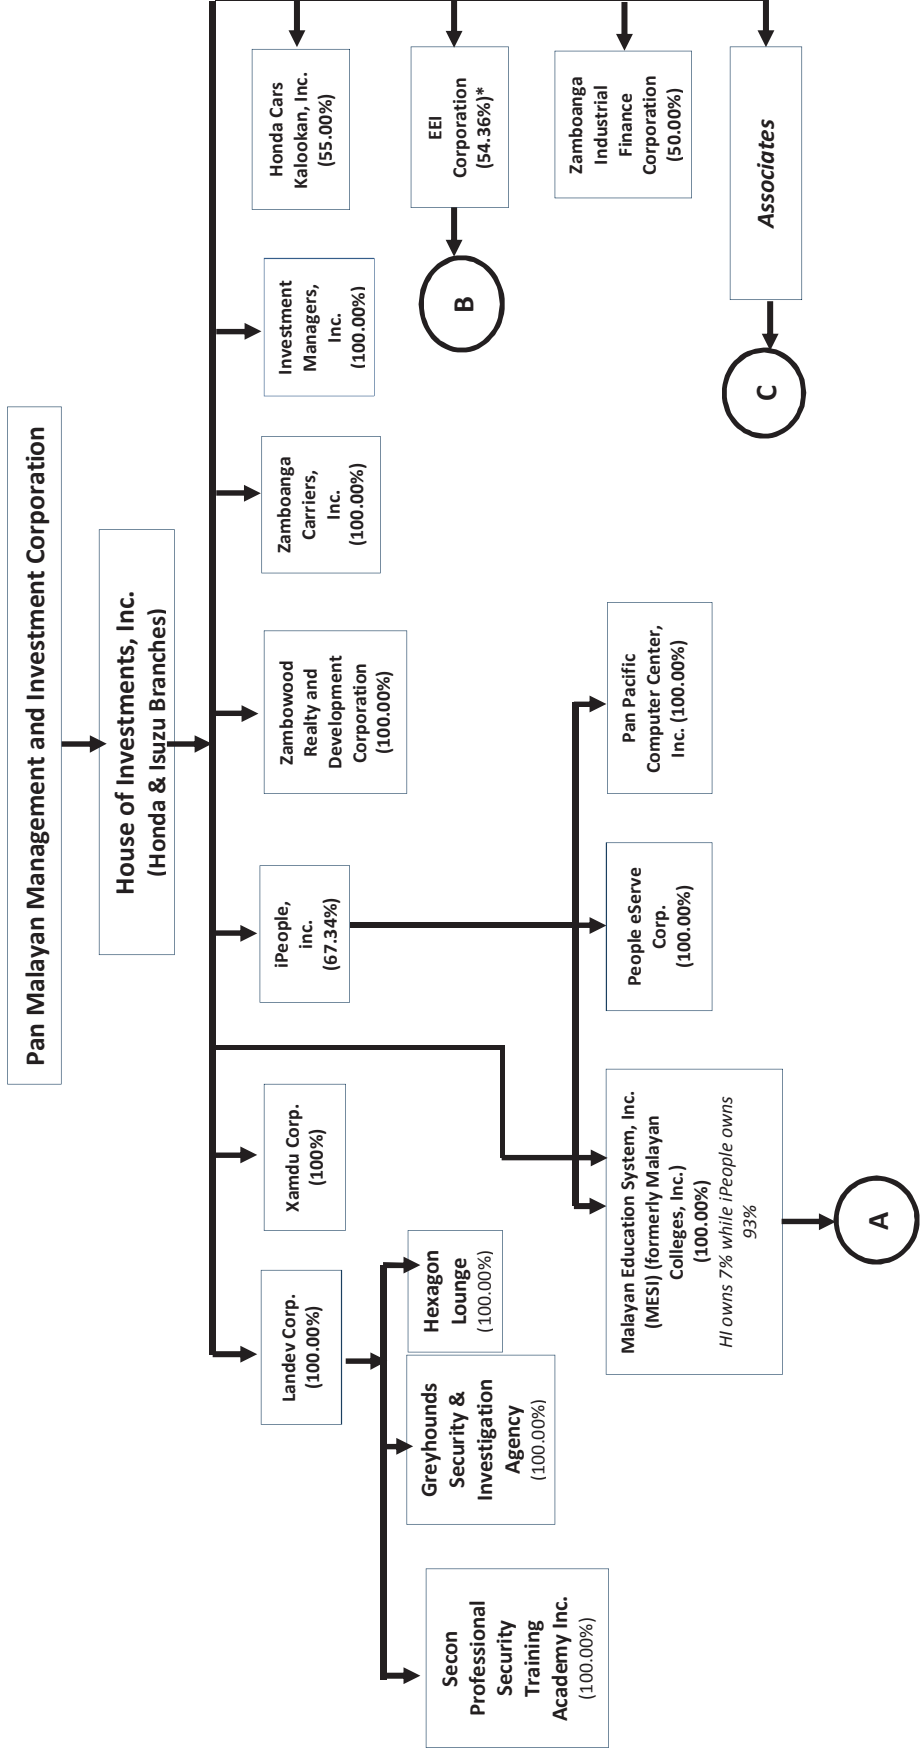 Pan Malayan Management and Investment Corporation
House of Investments, Inc.
(Honda & Isuzu Branches)
Landev Corp.
(100.00%)
Xamdu Corp.
(100%)
iPeople,
inc.
(67.34%)
Zambowood
Realty and
Development
Corporation
(100.00%)
Zamboanga
Carriers,
Inc.
(100.00%)
Investment
Managers,
Inc.
(100.00%)
Honda Cars
Kalookan, Inc.
(55.00%)
Secon
Professional
Security
Training
Academy Inc.
(100.00%)
Greyhounds
Security &
Investigation
Agency
(100.00%)
Hexagon
Lounge
(100.00%)
EEI
Corporation
(54.36%)*
B
Malayan Education System, Inc.
(MESI) (formerly Malayan
Colleges, Inc.)
(100.00%)
HI owns 7% while iPeople owns
93%
People eServe
Corp.
(100.00%)
Pan Pacific
Computer Center,
Inc. (100.00%)
Zamboanga
Industrial
Finance
Corporation
(50.00%)
Associates
C
A